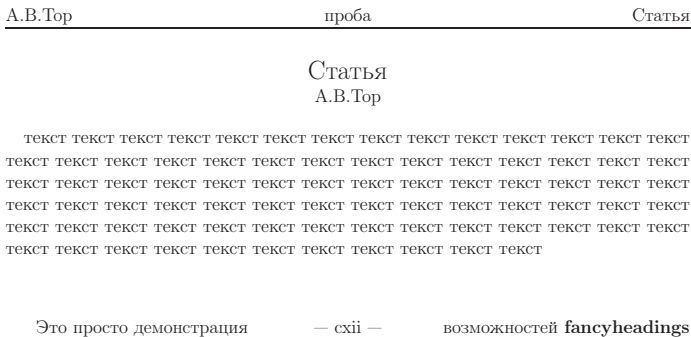 А.В.Тор проба Статья
Статья
А.В.Тор
текст текст текст текст текст текст текст текст текст текст текст текст текст текст
текст текст текст текст текст текст текст текст текст текст текст текст текст текст
текст текст текст текст текст текст текст текст текст текст текст текст текст текст
текст текст текст текст текст текст текст текст текст текст текст текст текст текст
текст текст текст текст текст текст текст текст текст текст текст текст текст текст
текст текст текст текст текст текст текст текст текст текст текст
Это просто демонстрация — cxii — возможностей fancyheadings